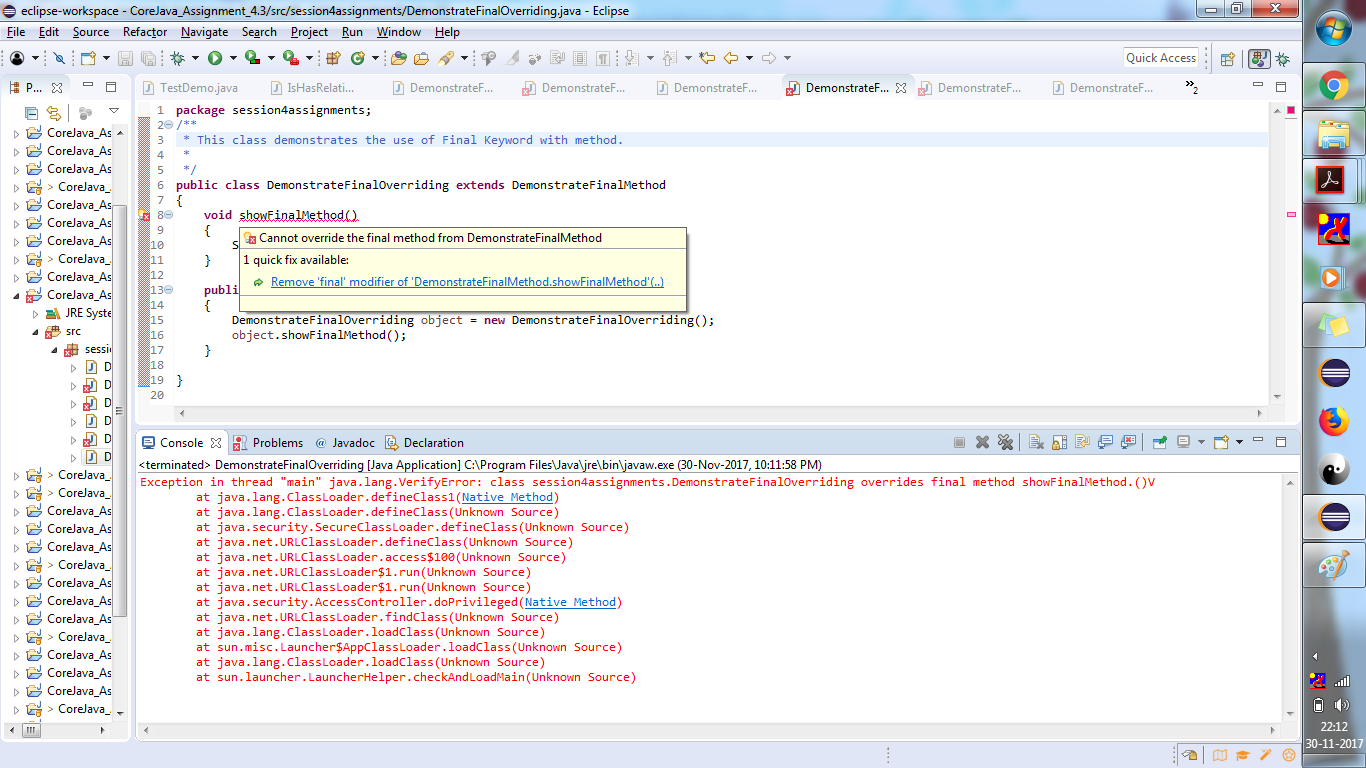 eclipse-workspace - CoreJava_Assignment_4.3/src/session4assignments/DemonstrateFinalOverriding.java - Eclipse
File Edit Source Refactor Navigate Search Project Run Window Help
Quick Access
P...
TestDemo.java
IsHasRelati...
DemonstrateF...
DemonstrateF...
DemonstrateF...
DemonstrateF...
DemonstrateF...
DemonstrateF...
»2
CoreJava_As
CoreJava_As
CoreJava_As
> CoreJava_
CoreJava_As
CoreJava_As
CoreJava_As
> CoreJava_
CoreJava_As
CoreJava_As
JRE Syste
src
sessi
D
D
D
D
D
D
> CoreJava_
> CoreJava_
CoreJava_As
CoreJava_As
CoreJava_As
> CoreJava_
CoreJava_As
CoreJava_As
CoreJava_As
> CoreJava_
CoreJava_As
CoreJava_As
CoreJava_As
> CoreJava_
1 package session4assignments;
2 /**
3  * This class demonstrates the use of Final Keyword with method.
4  *
5  */
6 public class DemonstrateFinalOverriding extends DemonstrateFinalMethod
7 {
8     void showFinalMethod()
9     {
10         S
11     }
12
13     public
14     {
15         DemonstrateFinalOverriding object = new DemonstrateFinalOverriding();
16         object.showFinalMethod();
17     }
18
19 }
20
Cannot override the final method from DemonstrateFinalMethod
1 quick fix available:
Remove 'final' modifier of 'DemonstrateFinalMethod.showFinalMethod'(..)
Console Problems @ Javadoc Declaration
<terminated> DemonstrateFinalOverriding [Java Application] C:\Program Files\Java\jre\bin\javaw.exe (30-Nov-2017, 10:11:58 PM)
Exception in thread "main" java.lang.VerifyError: class session4assignments.DemonstrateFinalOverriding overrides final method showFinalMethod.()V
at java.lang.ClassLoader.defineClass1(Native Method)
at java.lang.ClassLoader.defineClass(Unknown Source)
at java.security.SecureClassLoader.defineClass(Unknown Source)
at java.net.URLClassLoader.defineClass(Unknown Source)
at java.net.URLClassLoader.access$100(Unknown Source)
at java.net.URLClassLoader$1.run(Unknown Source)
at java.net.URLClassLoader$1.run(Unknown Source)
at java.security.AccessController.doPrivileged(Native Method)
at java.net.URLClassLoader.findClass(Unknown Source)
at java.lang.ClassLoader.loadClass(Unknown Source)
at sun.misc.Launcher$AppClassLoader.loadClass(Unknown Source)
at java.lang.ClassLoader.loadClass(Unknown Source)
at sun.launcher.LauncherHelper.checkAndLoadMain(Unknown Source)
22:12
30-11-2017